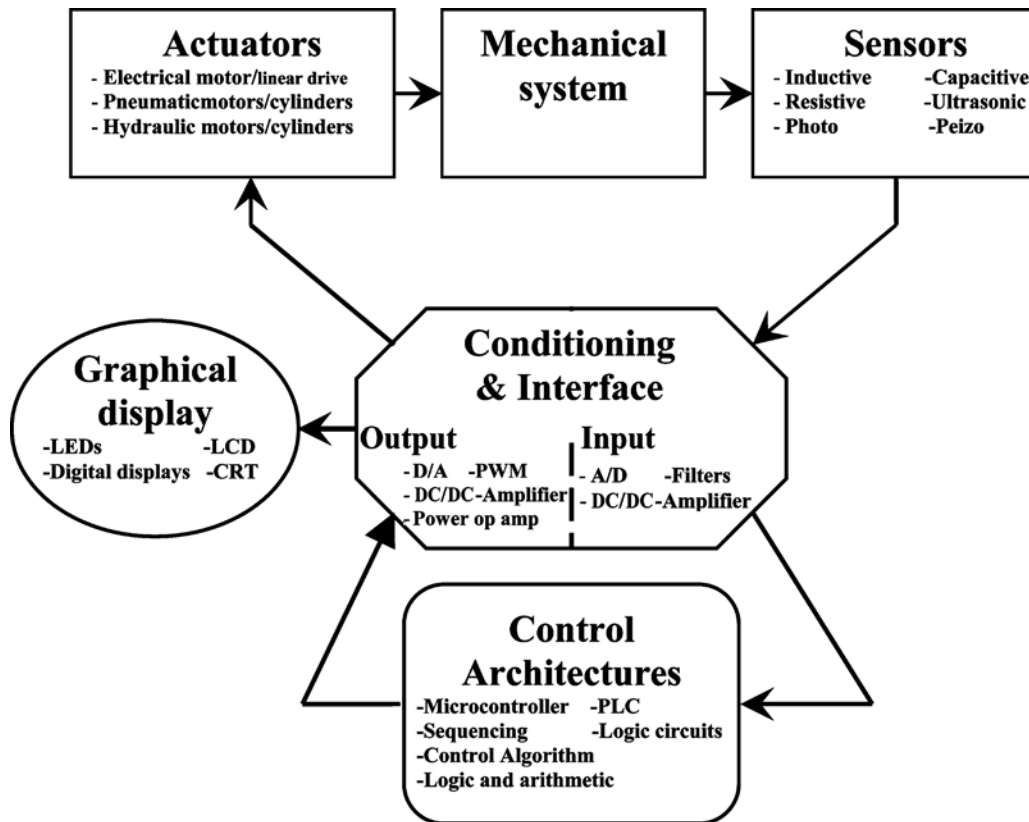 Actuators
- Electrical motor/linear drive
- Pneumaticmotors/cylinders
- Hydraulic motors/cylinders
Mechanical
system
Sensors
- Inductive -Capacitive
- Resistive -Ultrasonic
- Photo -Peizo
Conditioning
& Interface
Output
- D/A -PWM
- DC/DC-Amplifier
- Power op amp
Input
- A/D -Filters
- DC/DC-Amplifier
Graphical
display
-LEDs -LCD
-Digital displays -CRT
Control
Architectures
-Microcontroller -PLC
-Sequencing -Logic circuits
-Control Algorithm
-Logic and arithmetic